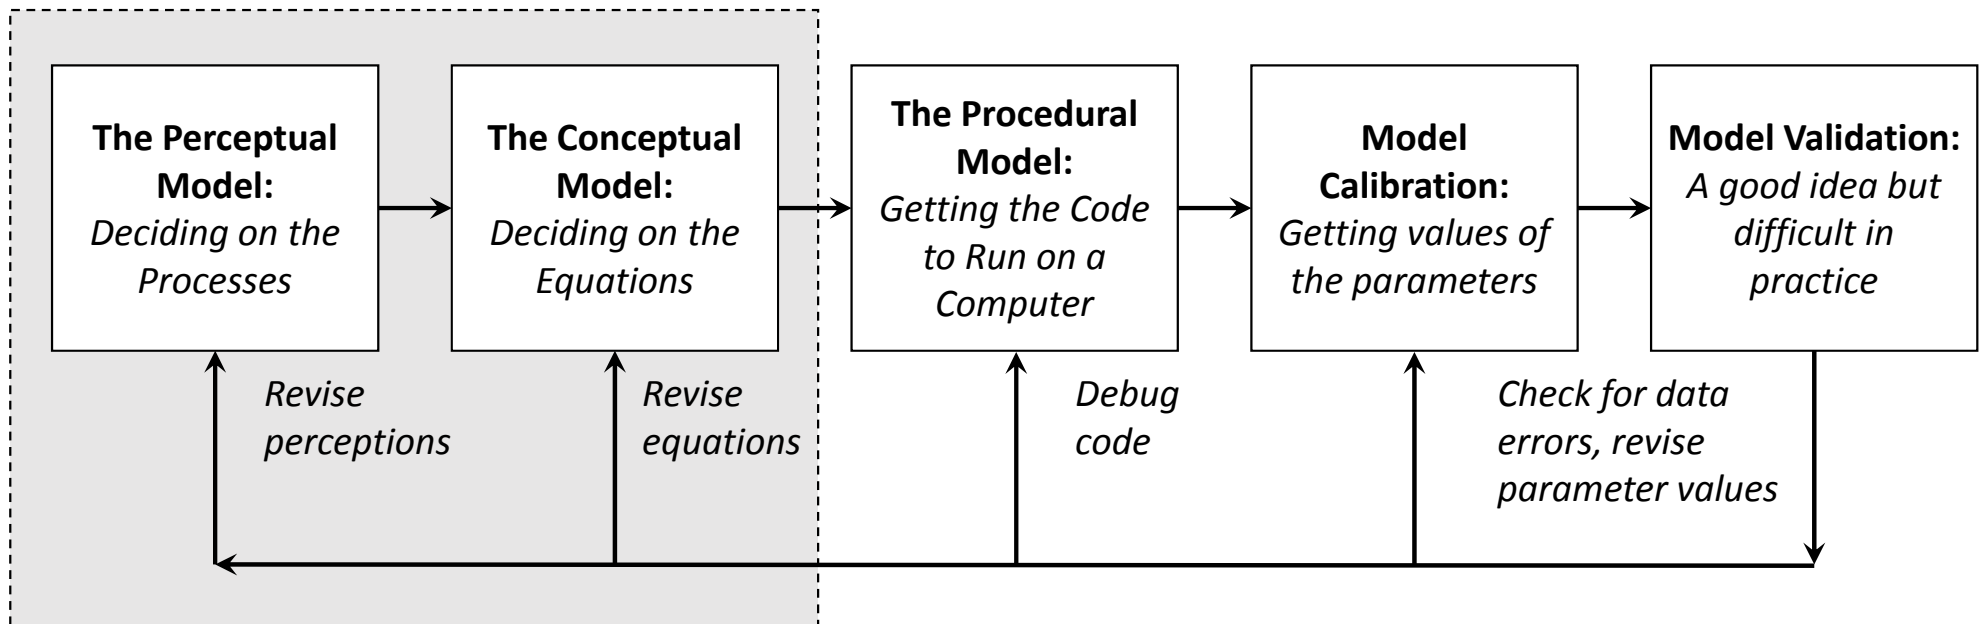 The Perceptual
Model:
Deciding on the
Processes
The Conceptual
Model:
Deciding on the
Equations
The Procedural
Model:
Getting the Code
to Run on a
Computer
Model
Calibration:
Getting values of
the parameters
Model Validation:
A good idea but
difficult in
practice
Revise
perceptions
Revise
equations
Debug
code
Check for data
errors, revise
parameter values